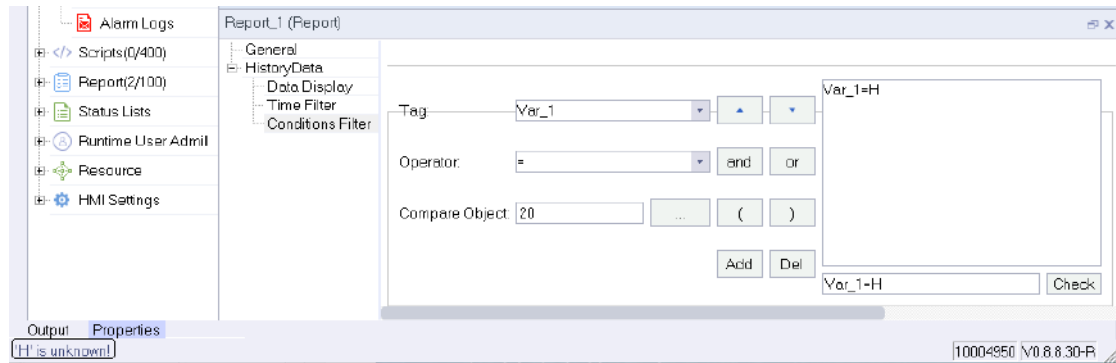 Alarm Logs
Scripts(0/400)
Report(2/100)
Status Lists
Runtime User Admil
Resource
HMI Settings
Report_1 (Report)
General
HistoryData
Data Display
Time Filter
Conditions Filter
Tag: Var_1
Operator: = and or
Compare Object: 20 ... ( )
Add Del
Var_1=H
Var_1=H Check
Output Properties
'H' is unknown! 10004950 V0.8.8.30-R